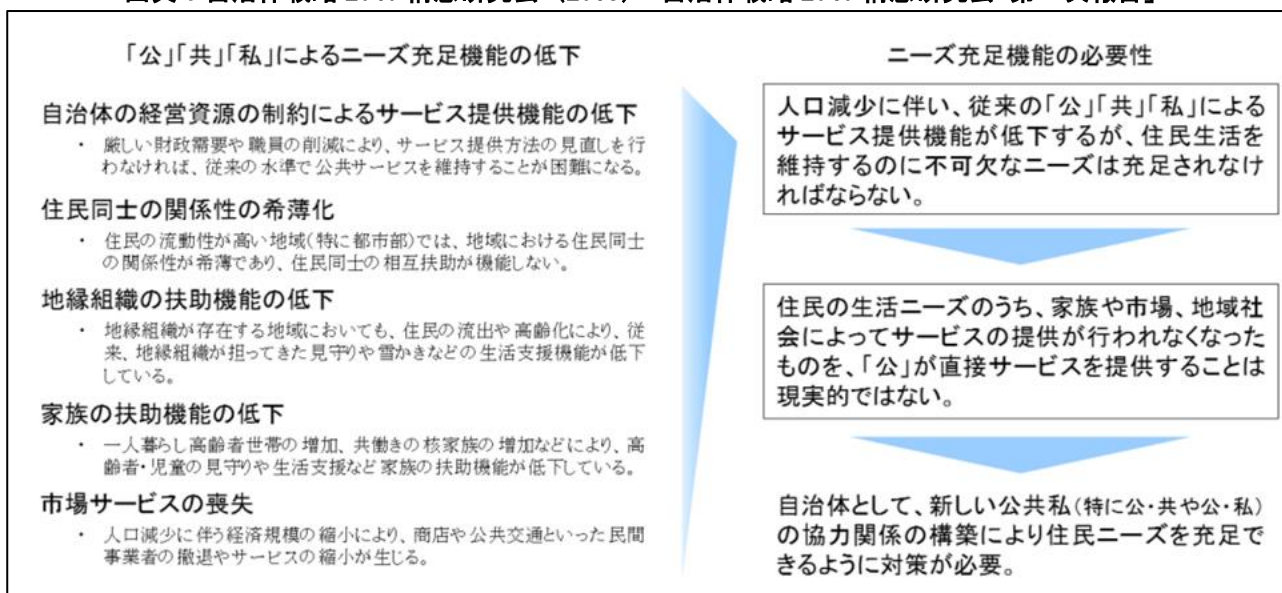 「公」「共」「私」によるニーズ充足機能の低下
自治体の経営資源の制約によるサービス提供機能の低下
・ 厳しい財政需要や職員の削減により、サービス提供方法の見直しを行
わなければ、従来の水準で公共サービスを維持することが困難になる。
住民同士の関係性の希薄化
・ 住民の流動性が高い地域(特に都市部)では、地域における住民同士
の関係性が希薄であり、住民同士の相互扶助が機能しない。
地縁組織の扶助機能の低下
・ 地縁組織が存在する地域においても、住民の流出や高齢化により、従
来、地縁組織が担ってきた見守りや雪かきなどの生活支援機能が低下
している。
家族の扶助機能の低下
・ 一人暮らし高齢者世帯の増加、共働きの核家族の増加などにより、高
齢者・児童の見守りや生活支援など家族の扶助機能が低下している。
市場サービスの喪失
・ 人口減少に伴う経済規模の縮小により、商店や公共交通といった民間
事業者の撤退やサービスの縮小が生じる。
ニーズ充足機能の必要性
人口減少に伴い、従来の「公」「共」「私」による
サービス提供機能が低下するが、住民生活を
維持するのに不可欠なニーズは充足されなけ
ればならない。
住民の生活ニーズのうち、家族や市場、地域社
会によってサービスの提供が行われなくなった
ものを、「公」が直接サービスを提供することは
現実的ではない。
自治体として、新しい公共私(特に公・共や公・私)
の協力関係の構築により住民ニーズを充足で
きるように対策が必要。